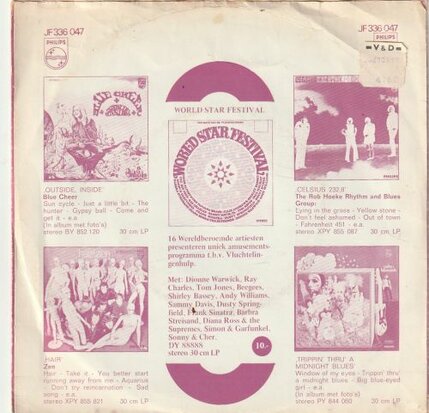 JF 336 047
PHILIPS
JF 336 047
PHILIPS
–V&D–
BLUE CHEER
'OUTSIDE, INSIDE'
Blue Cheer
Sun cycle - Just a little bit - The
hunter - Gypsy ball - Come and
get it - e.a
(In album met foto's)
stereo BY 852 120 30 cm LP
WORLD STAR FESTIVAL
WORLD STAR FESTIVAL
16 Wereldberoemde artiesten
presenteren uniek amusements-
programma t.b.v. Vluchtelin-
genhulp.
Met: Dionne Warwick, Ray
Charles, Tom Jones, Beegees,
Shirley Bassey, Andy Williams,
Sammy Davis, Dusty Spring-
field, Frank Sinatra, Barbra
Streisand, Diana Ross & the
Supremes, Simon & Garfunkel,
Sonny & Cher.
DY 88888
stereo 30 cm LP
10.-
'CELSIUS 232,8'
The Rob Hoeke Rhythm and Blues
Group:
Lying in the grass - Yellow stone -
Don't feel ashamed - Out of town
- Fahrenheit 451 - e.a
stereo XPY 855 087 30 cm LP
'HAIR'
Zen
Hair - Take it - You better start
running away from me - Aquarius
- Don't try reincarnation - Sad
song - e.a
stereo XPY 855 821 30 cm LP
'TRIPPIN' THRU' A
MIDNIGHT BLUES'
Window of my eyes - Trippin' thru'
a midnight blues - Big blue-eyed
girl - e.a
(In album met foto's)
stereo PY 844 080 30 cm LP